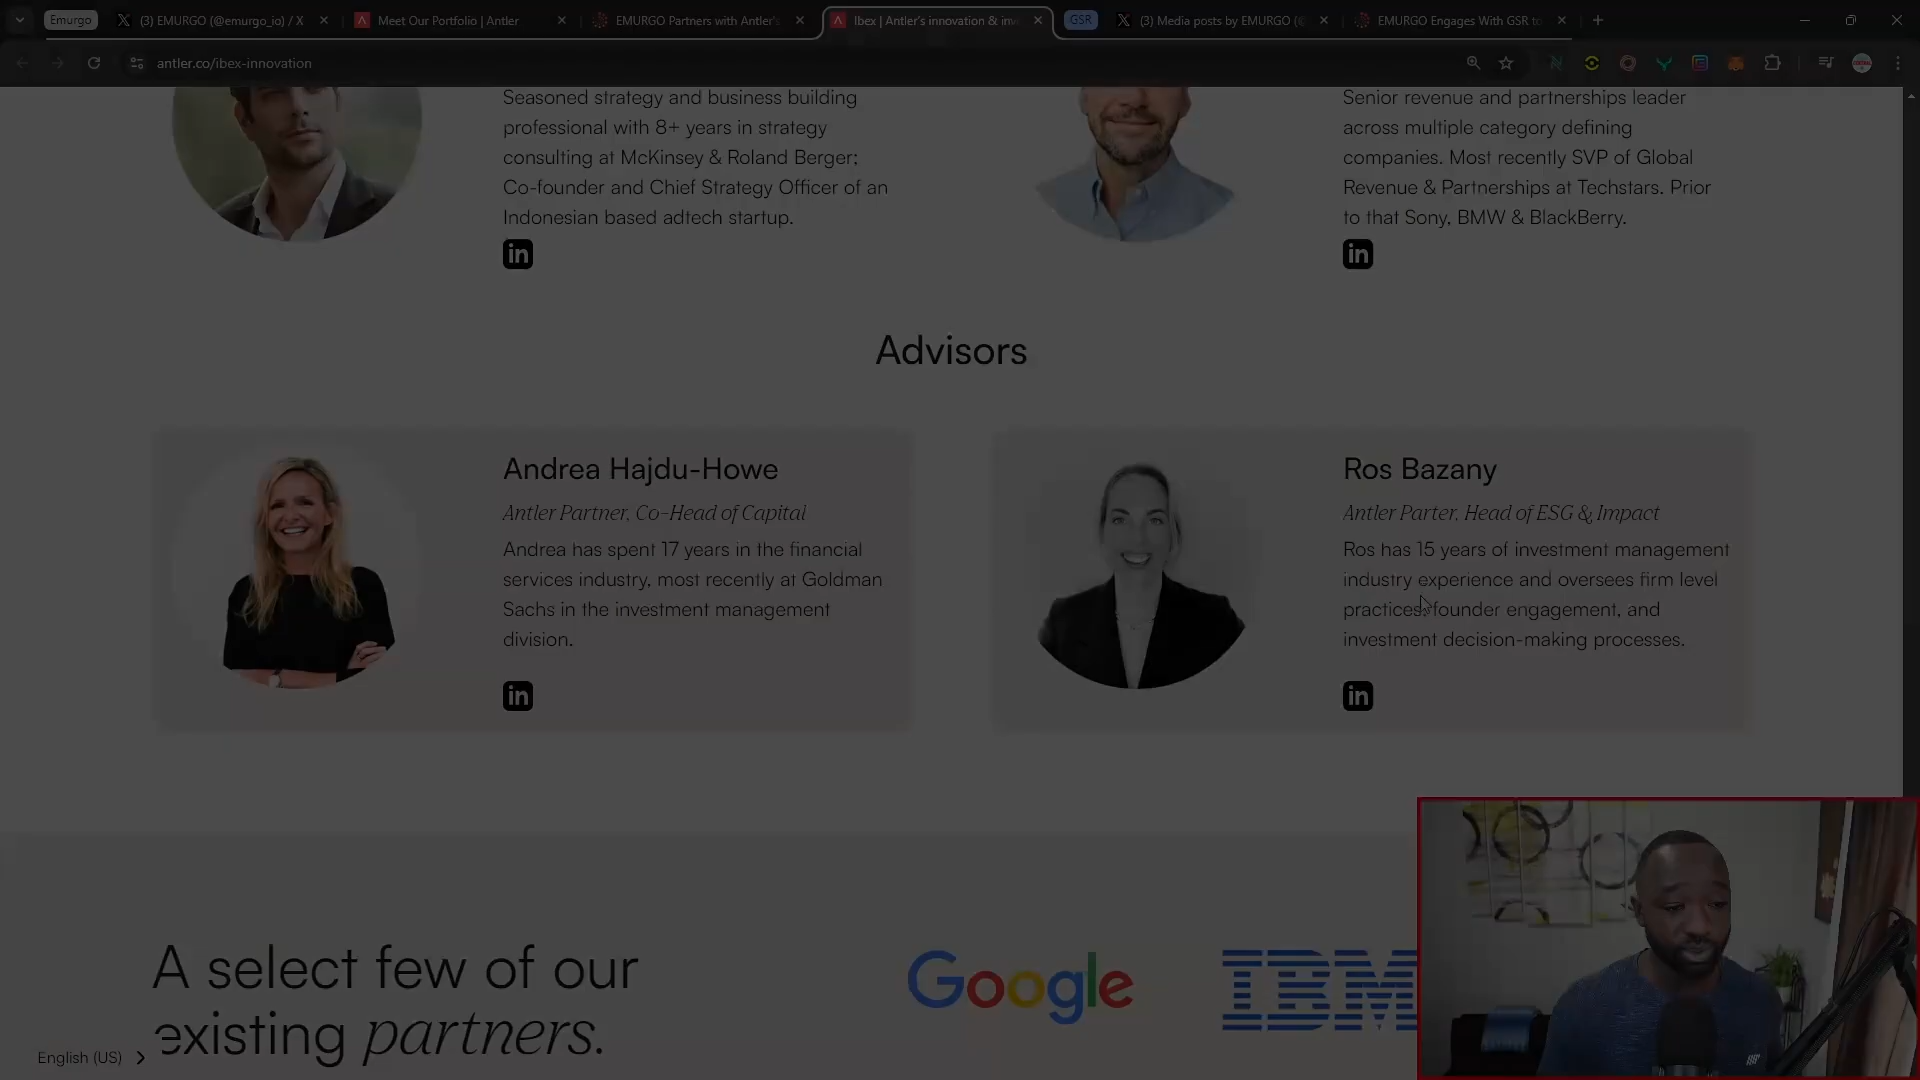 Emurgo
(3) EMURGO (@emurgo_io) / X
Meet Our Portfolio | Antler
EMURGO Partners with Antler's
Ibex | Antler's innovation & inv
GSR
(3) Media posts by EMURGO (@
EMURGO Engages With GSR to
antler.co/ibex-innovation
Seasoned strategy and business building
professional with 8+ years in strategy
consulting at McKinsey & Roland Berger;
Co-founder and Chief Strategy Officer of an
Indonesian based adtech startup.
in
Senior revenue and partnerships leader
across multiple category defining
companies. Most recently SVP of Global
Revenue & Partnerships at Techstars. Prior
to that Sony, BMW & BlackBerry.
in
Advisors
Andrea Hajdu-Howe
Antler Partner, Co-Head of Capital
Andrea has spent 17 years in the financial
services industry, most recently at Goldman
Sachs in the investment management
division.
in
Ros Bazany
Antler Parter, Head of ESG & Impact
Ros has 15 years of investment management
industry experience and oversees firm level
practices, founder engagement, and
investment decision-making processes.
in
A select few of our
existing partners.
Google
IBM
English (US)